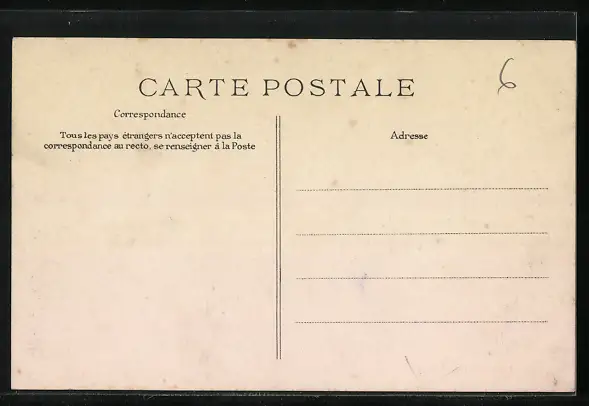 CARTE POSTALE
6
Correspondance
Tous les pays étrangers n'acceptent pas la
correspondance au recto, se renseigner á la Poste
Adresse